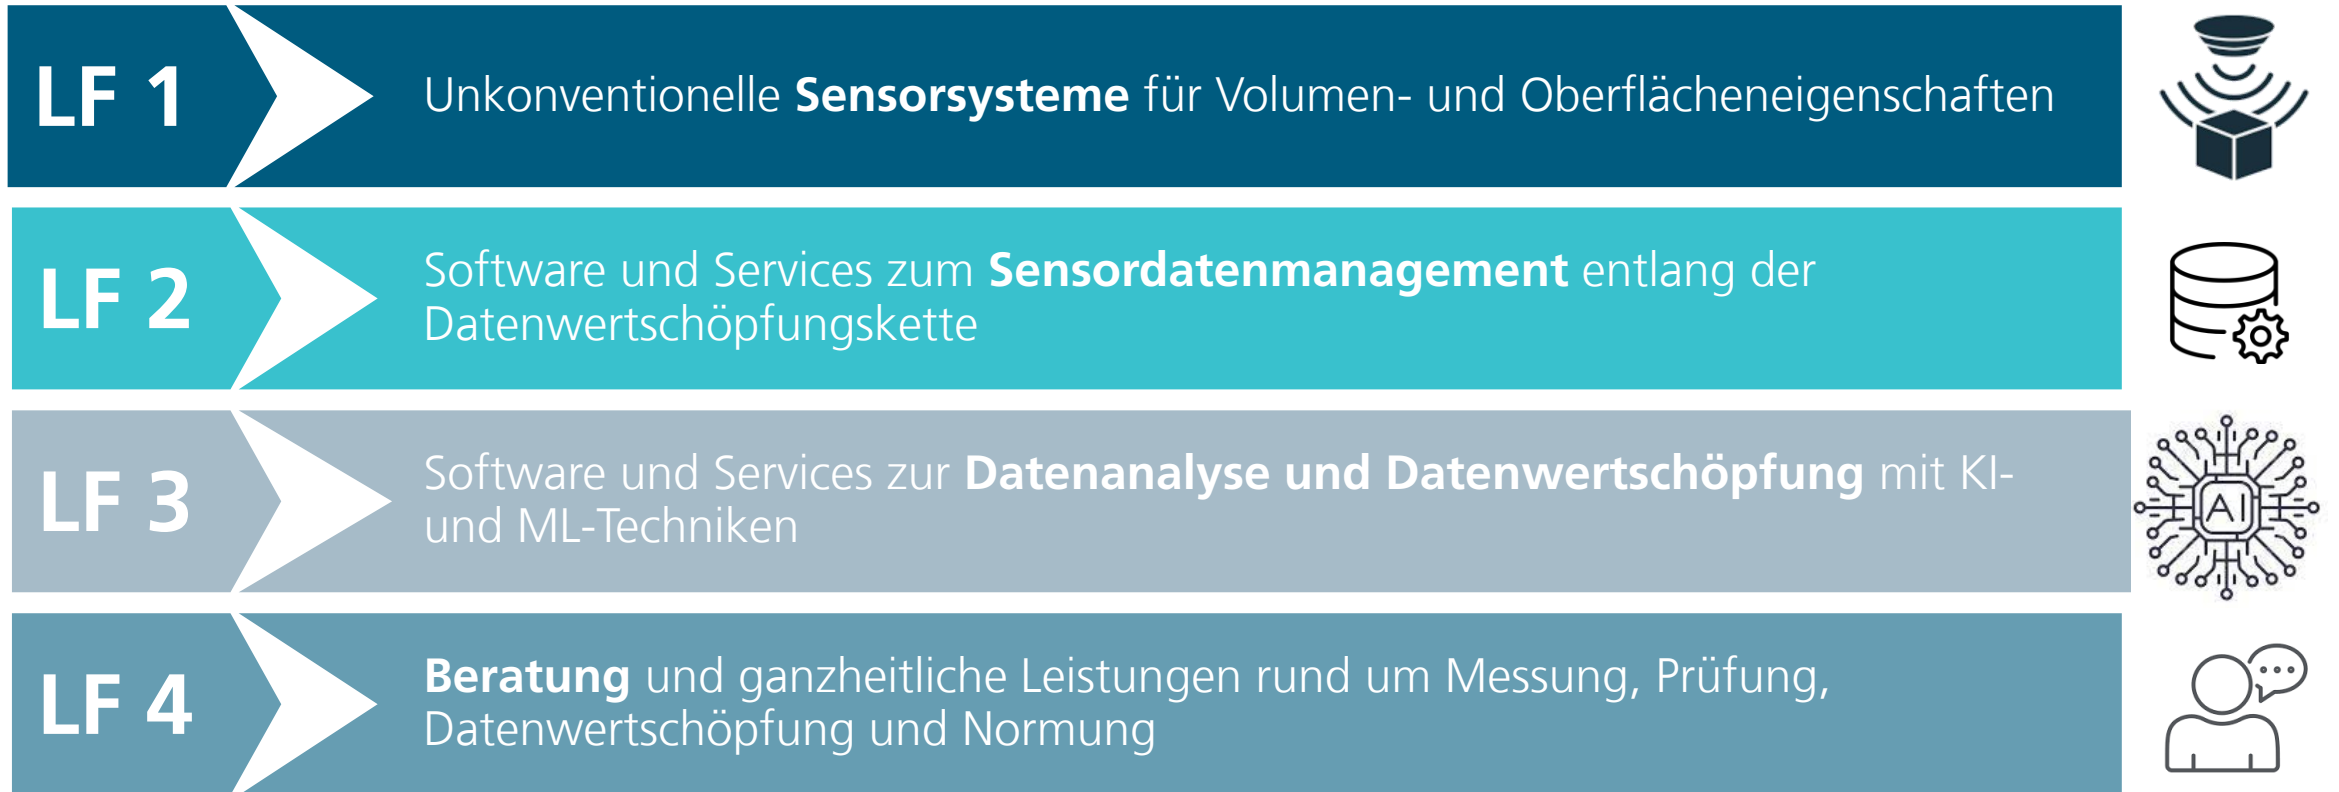 LF 1
Unkonventionelle Sensorsysteme für Volumen- und Oberflächeneigenschaften
LF 2
Software und Services zum Sensordatenmanagement entlang der
Datenwertschöpfungskette
LF 3
Software und Services zur Datenanalyse und Datenwertschöpfung mit KI-
und ML-Techniken
AI
LF 4
Beratung und ganzheitliche Leistungen rund um Messung, Prüfung,
Datenwertschöpfung und Normung